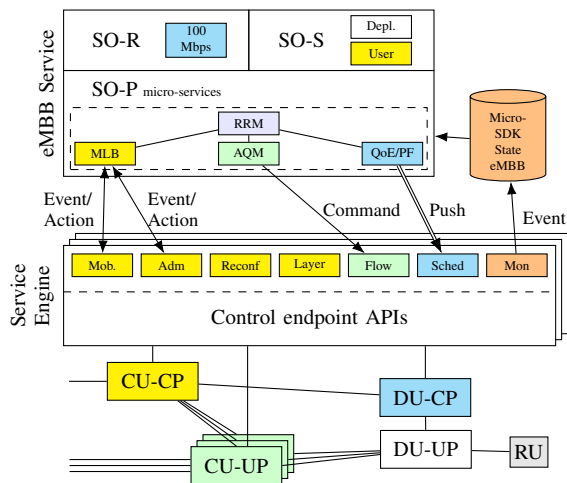 SO-R
100
Mbps
SO-S
Depl.
User
eMBB Service
SO-P micro-services
RRM
MLB
AQM
QoE/PF
Micro-
SDK
State
eMBB
Event/
Action
Event/
Action
Command
Push
Event
Service
Engine
Mob.
Adm
Reconf
Layer
Flow
Sched
Mon
Control endpoint APIs
CU-CP
DU-CP
CU-UP
DU-UP
RU